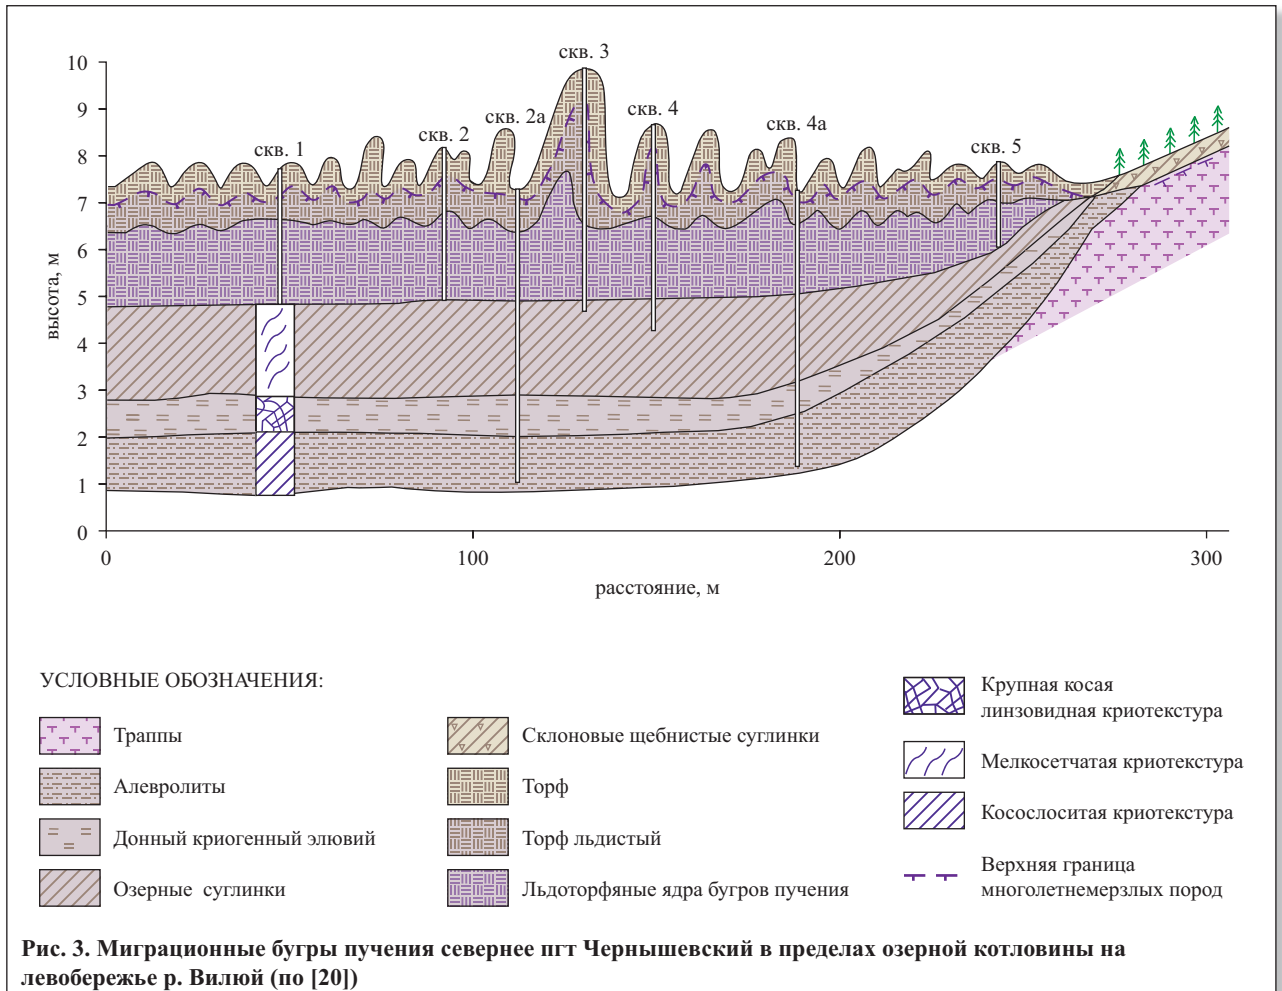 скв. 3
10
9
скв. 4
скв. 2а
скв. 4а
скв. 2
8
скв. 1
скв. 5
7
6
5
4
3
2
1
0
высота, м
0
100
200
300
расстояние, м
УСЛОВНЫЕ ОБОЗНАЧЕНИЯ:
Траппы
Алевролиты
Донный криогенный элювий
Озерные суглинки
Склоновые щебнистые суглинки
Торф
Торф льдистый
Льдоторфяные ядра бугров пучения
Крупная косая
линзовидная криотекстура
Мелкосетчатая криотекстура
Косослоситая криотекстура
Верхняя граница
многолетнемерзлых пород
Рис. 3. Миграционные бугры пучения севернее пгт Чернышевский в пределах озерной котловины на
левобережье р. Вилюй (по [20])